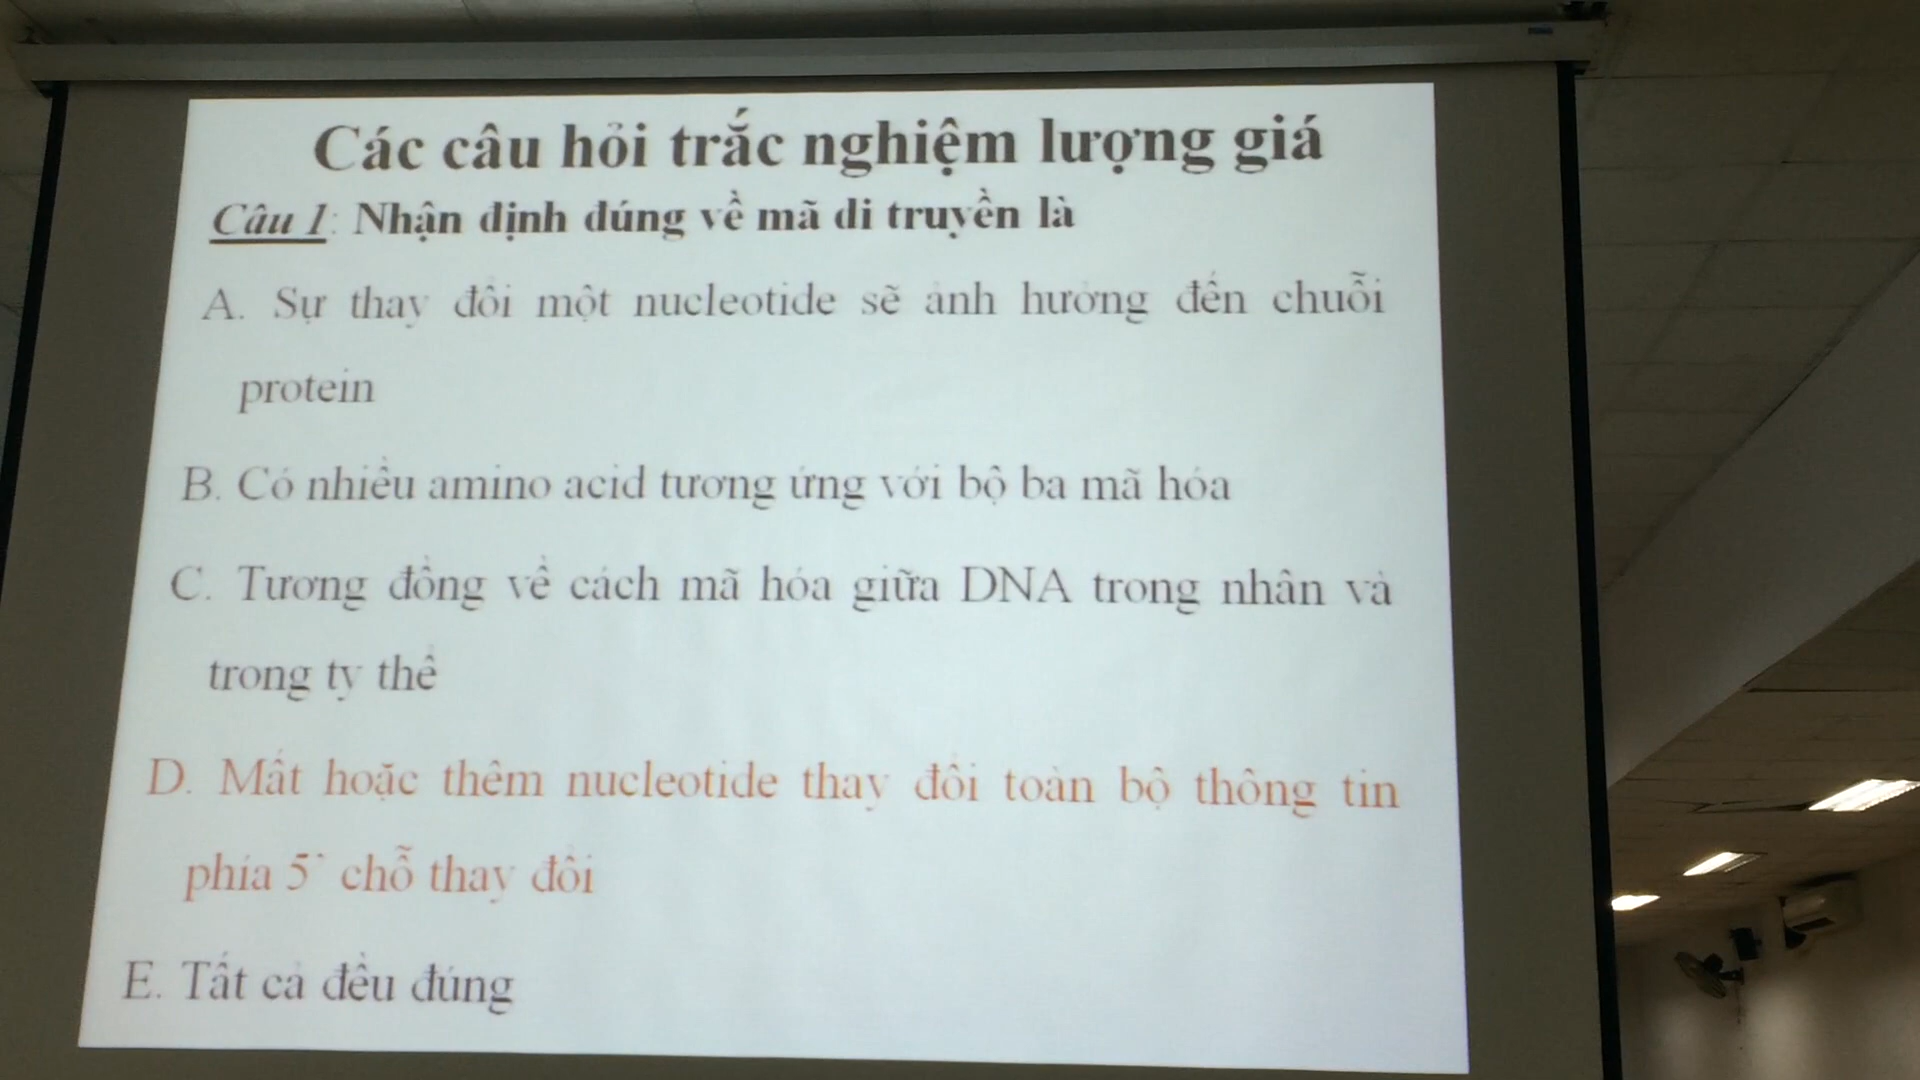 Các câu hỏi trắc nghiệm lượng giá
Câu 1: Nhận định đúng về mã di truyền là
A. Sự thay đổi một nucleotide sẽ ảnh hưởng đến chuỗi
protein
B. Có nhiều amino acid tương ứng với bộ ba mã hóa
C. Tương đồng về cách mã hóa giữa DNA trong nhân và
trong ty thể
D. Mất hoặc thêm nucleotide thay đổi toàn bộ thông tin
phía 5` chỗ thay đổi
E. Tất cả đều đúng